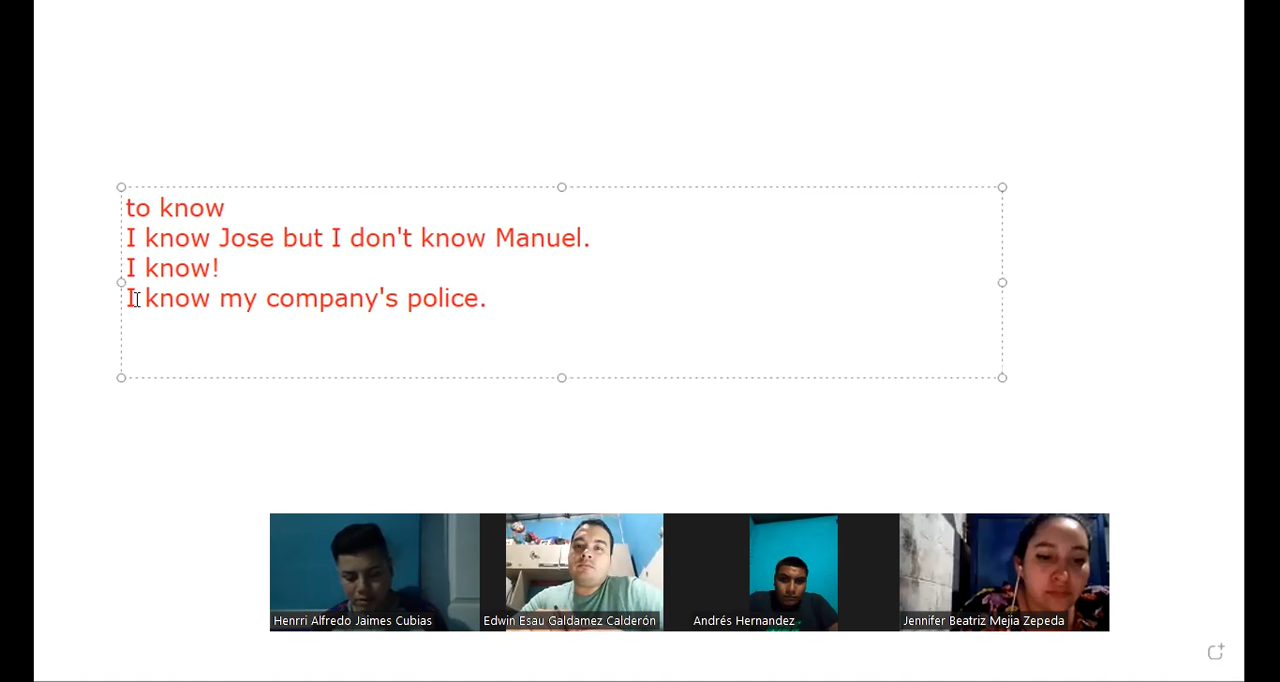 to know
I know Jose but I don't know Manuel.
I know!
I know my company's police.
Henrri Alfredo Jaimes Cubias
Edwin Esau Galdamez Calderón
Andrés Hernandez
Jennifer Beatriz Mejia Zepeda